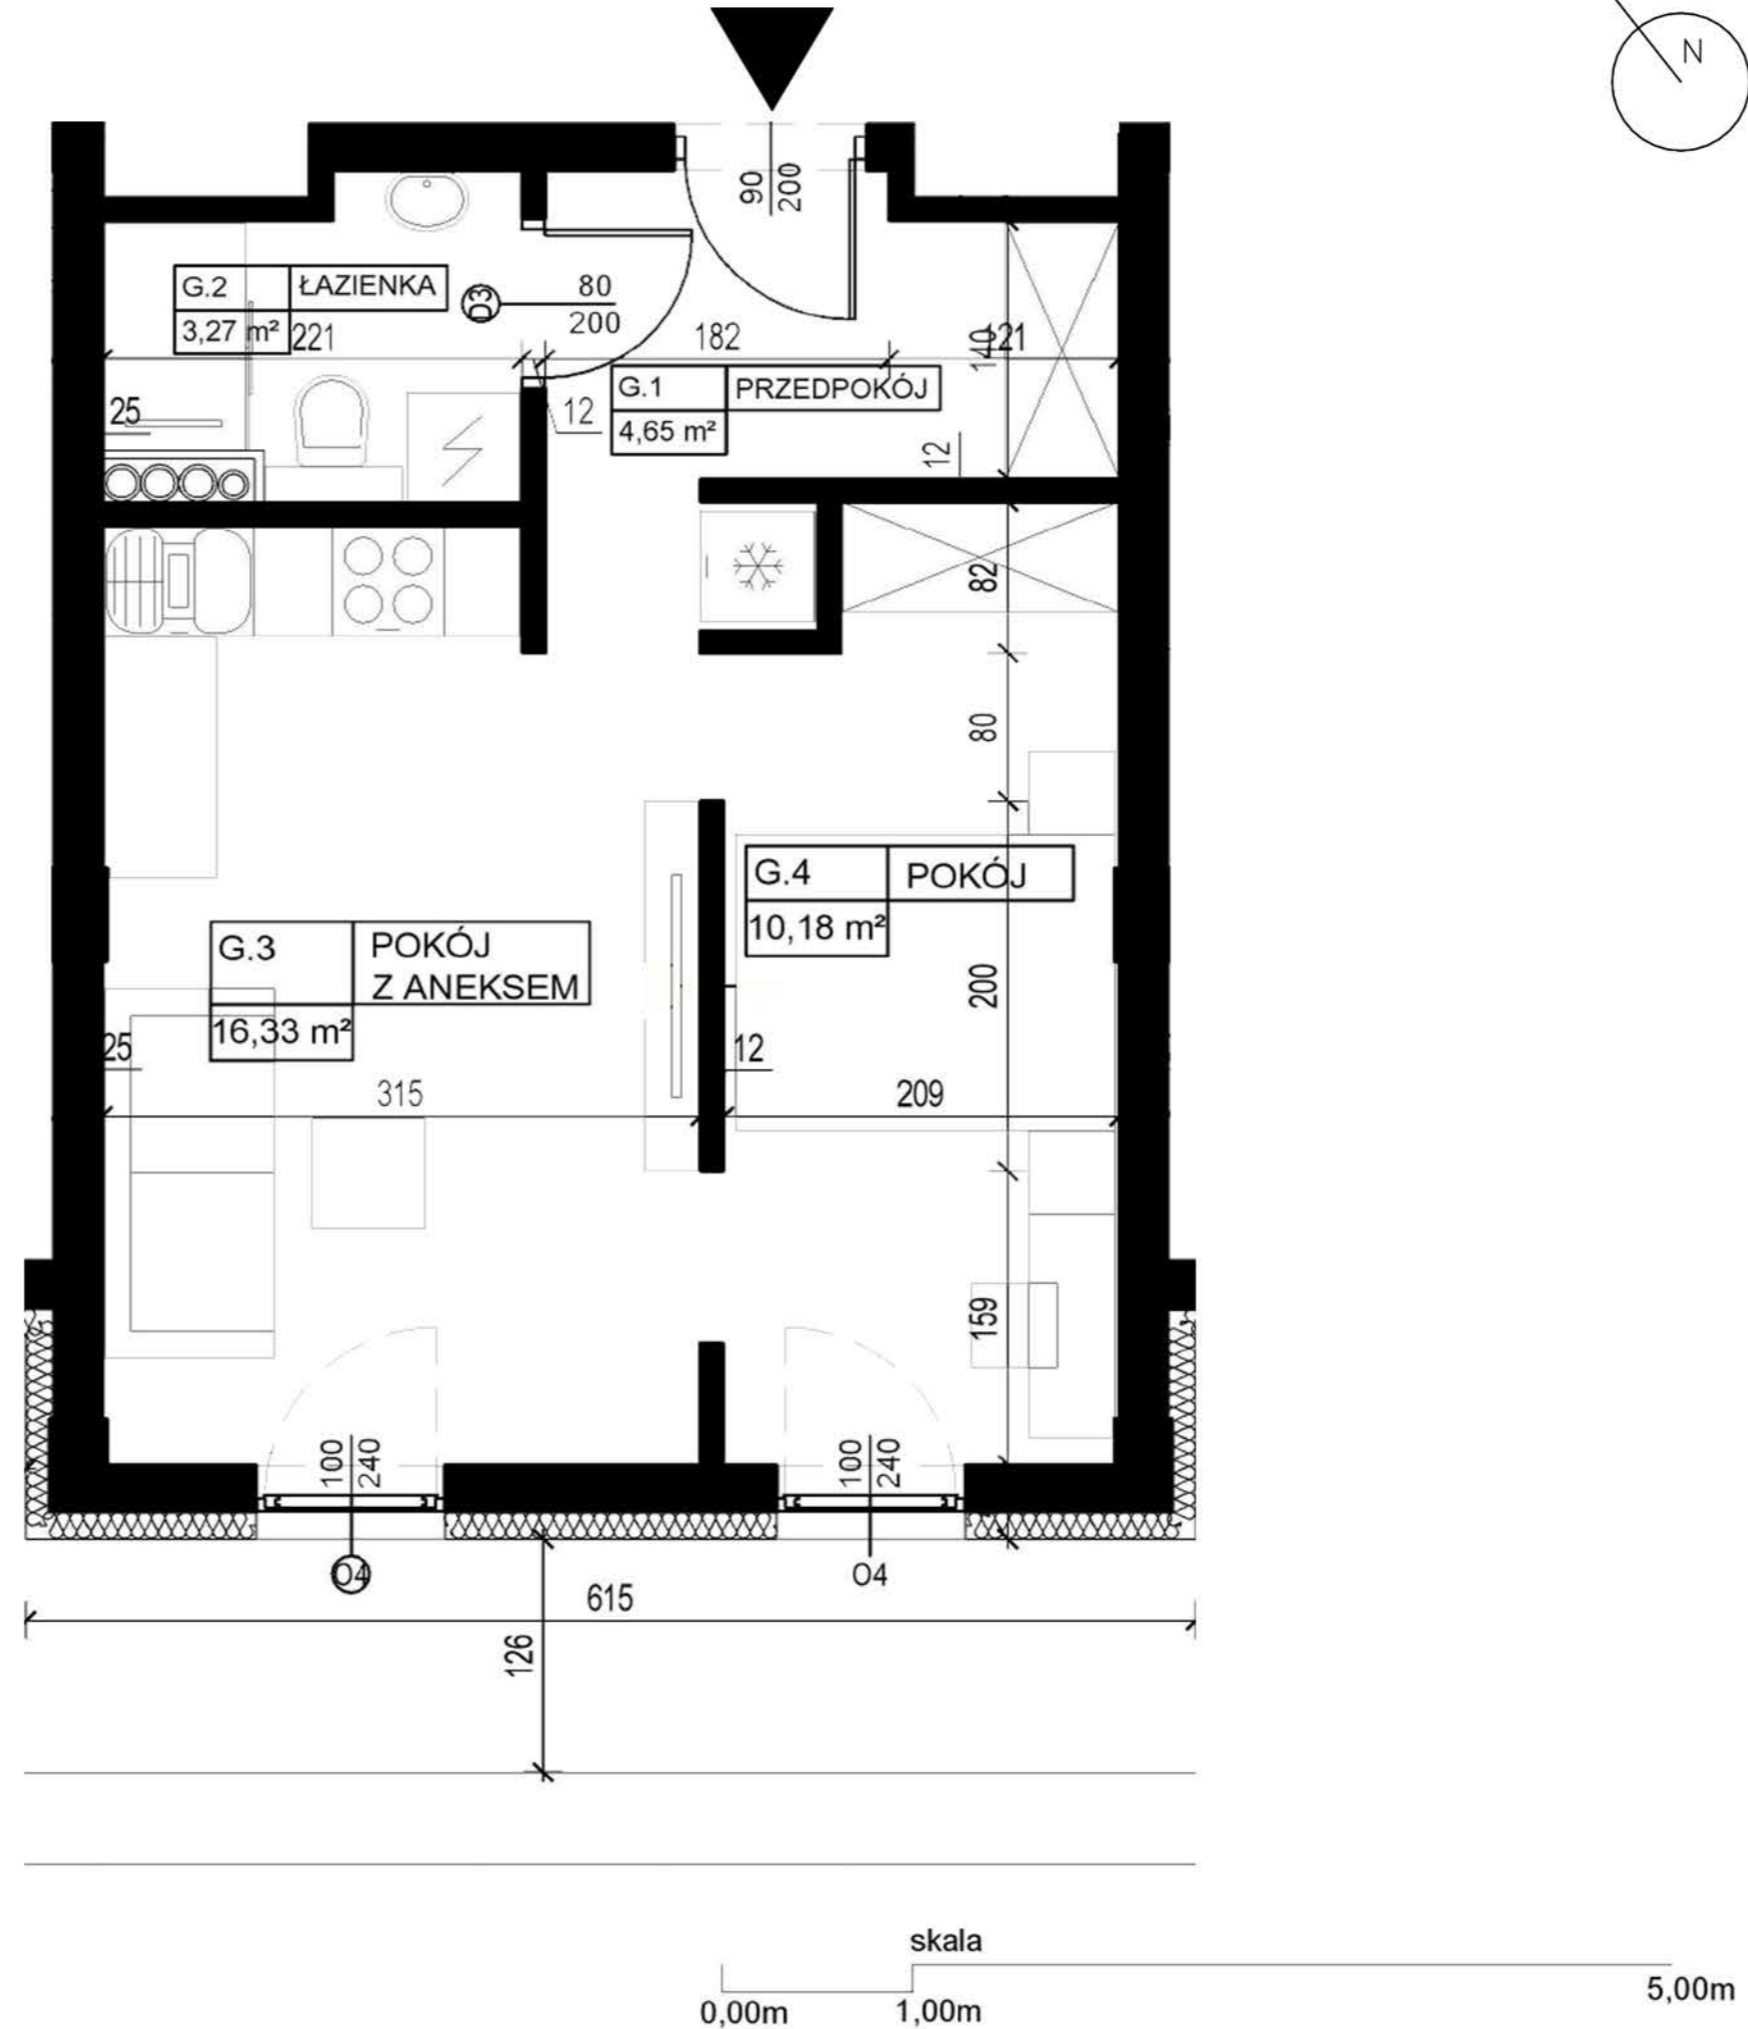 N
90
200
G.2 ŁAZIENKA
3,27 m²
D3
80
200
221
182
121
140
25
12
G.1 PRZEDPOKÓJ
4,65 m²
12
82
80
G.4 POKÓJ
10,18 m²
G.3 POKÓJ
Z ANEKSEM
16,33 m²
200
25
12
315
209
159
100
240
100
240
O4
O4
615
126
skala
0,00m
1,00m
5,00m